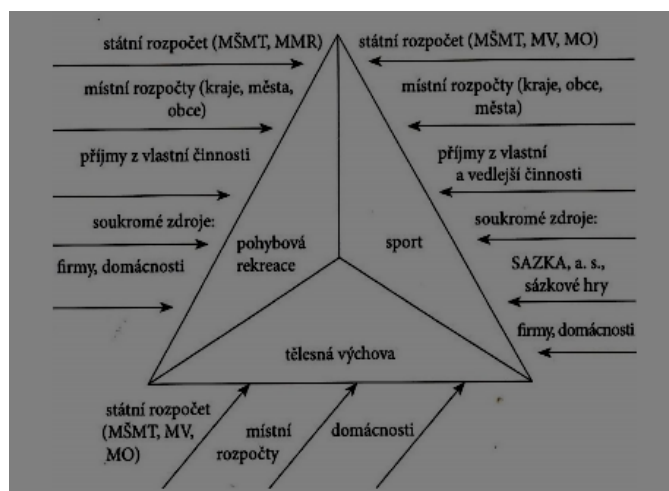 státní rozpočet (MŠMT, MMR)
místní rozpočty (kraje, města,
obce)
příjmy z vlastní činnosti
soukromé zdroje:
firmy, domácnosti
státní rozpočet (MŠMT, MV, MO)
místní rozpočty (kraje, obce,
města)
příjmy z vlastní
a vedlejší činnosti
soukromé zdroje:
SAZKA, a. s.,
sázkové hry
firmy, domácnosti
pohybová
rekreace
sport
tělesná výchova
státní rozpočet
(MŠMT, MV,
MO)
místní
rozpočty
domácnosti